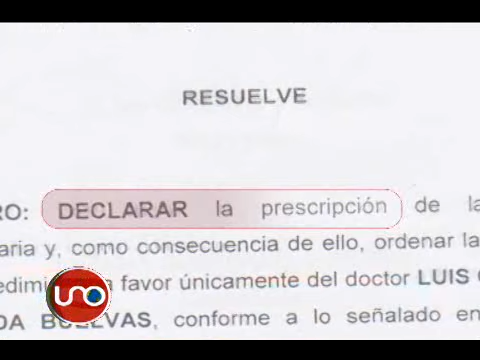 RESUELVE
RO: DECLARAR la prescripción de la
aria y, como consecuencia de ello, ordenar la
edimi a favor únicamente del doctor LUIS
DA BUELVAS, conforme a lo señalado en
uno